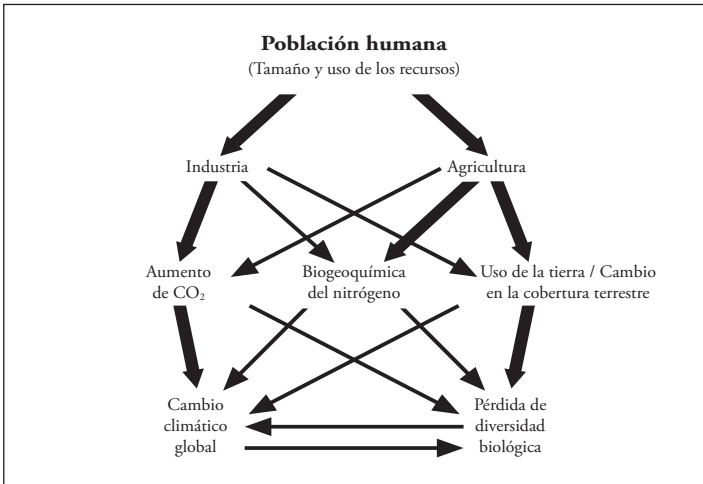 Población humana
(Tamaño y uso de los recursos)
Industria
Agricultura
Aumento
de CO₂
Biogeoquímica
del nitrógeno
Uso de la tierra / Cambio
en la cobertura terrestre
Cambio
climático
global
Pérdida de
diversidad
biológica